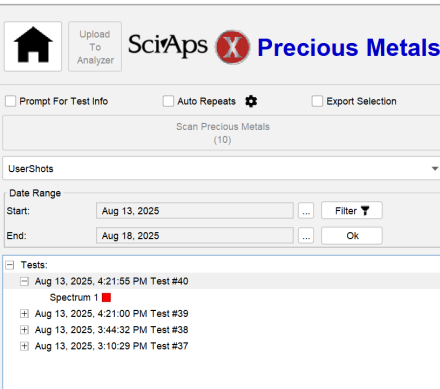 Upload
To
Analyzer
SciAps X Precious Metals
Prompt For Test Info Auto Repeats Export Selection
Scan Precious Metals
(10)
UserShots
Date Range
Start: Aug 13, 2025 ... Filter
End: Aug 18, 2025 ... Ok
Tests:
Aug 13, 2025, 4:21:55 PM Test #40
Spectrum 1
Aug 13, 2025, 4:21:00 PM Test #39
Aug 13, 2025, 3:44:32 PM Test #38
Aug 13, 2025, 3:10:29 PM Test #37